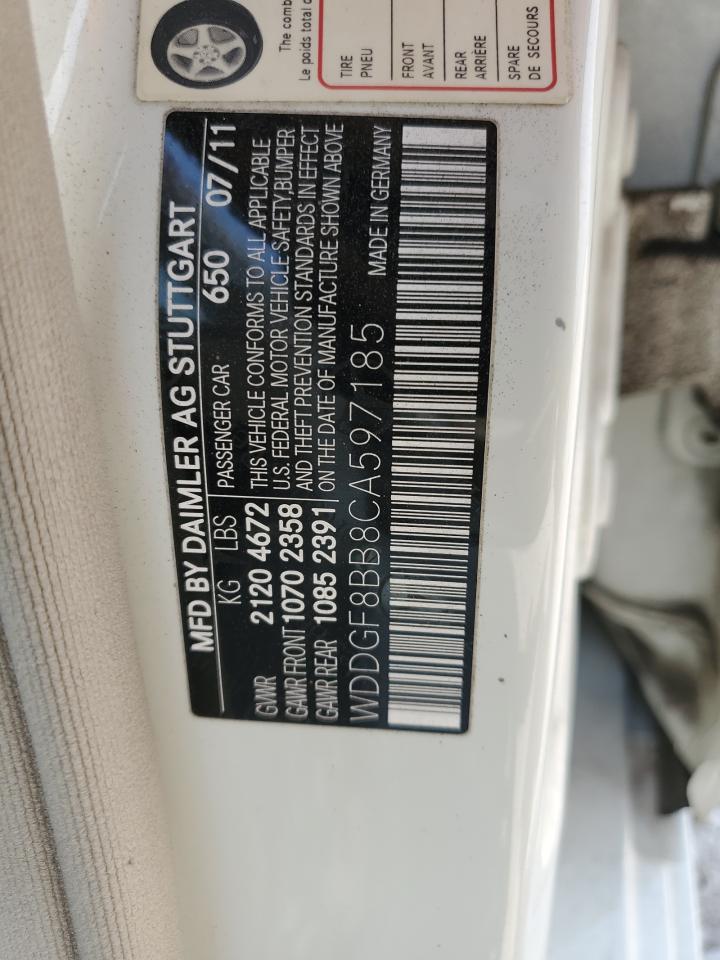 The comb
Le poids total d
TIRE
PNEU
FRONT
AVANT
REAR
ARRIÈRE
SPARE
DE SECOURS
MFD BY DAIMLER AG STUTTGART
KG LBS PASSENGER CAR 650 07/11
GVWR 2120 4672 THIS VEHICLE CONFORMS TO ALL APPLICABLE
U.S. FEDERAL MOTOR VEHICLE SAFETY,BUMPER
GAWR FRONT 1070 2358 AND THEFT PREVENTION STANDARDS IN EFFECT
GAWR REAR 1085 2391 ON THE DATE OF MANUFACTURE SHOWN ABOVE
WDDGF8BB8CA597185 MADE IN GERMANY